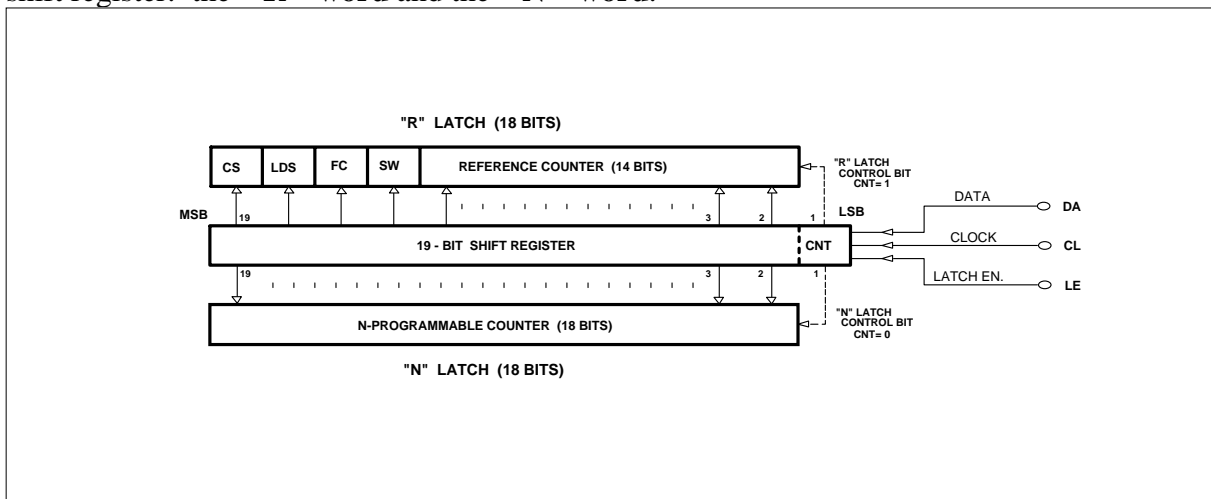 shift register: the "R" word and the "N" word.
"R" LATCH (18 BITS)
CS LDS FC SW REFERENCE COUNTER (14 BITS)
"R" LATCH
CONTROL BIT
CNT= 1
MSB 19 3 2 1 LSB
DATA DA
19 - BIT SHIFT REGISTER CNT
CLOCK CL
19 3 2 1
LATCH EN. LE
N-PROGRAMMABLE COUNTER (18 BITS)
"N" LATCH
CONTROL BIT
CNT= 0
"N" LATCH (18 BITS)